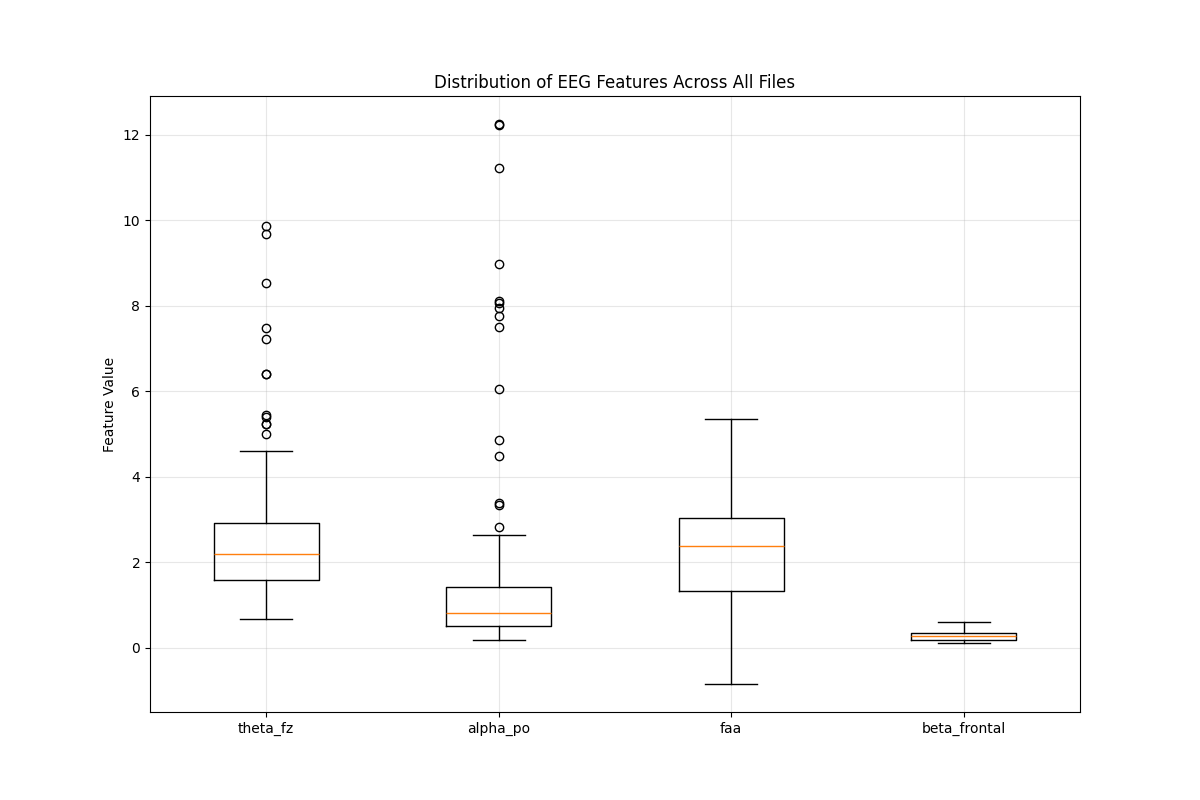 Distribution of EEG Features Across All Files
Feature Value
12
10
8
6
4
2
0
theta_fz
alpha_po
faa
beta_frontal